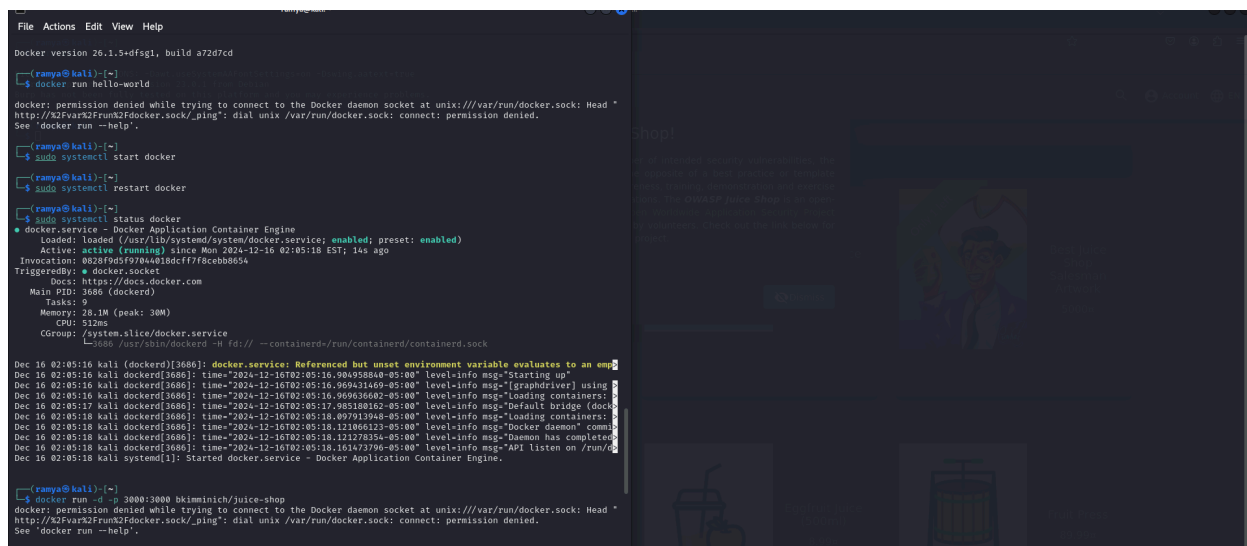 File Actions Edit View Help
Docker version 26.1.5+dfsg1, build a72d7cd
┌──(ramya㉿kali)-[~]
└─$ docker run hello-world
docker: permission denied while trying to connect to the Docker daemon socket at unix:///var/run/docker.sock: Head "
http://%2Fvar%2Frun%2Fdocker.sock/_ping": dial unix /var/run/docker.sock: connect: permission denied.
See 'docker run --help'.
┌──(ramya㉿kali)-[~]
└─$ sudo systemctl start docker
┌──(ramya㉿kali)-[~]
└─$ sudo systemctl restart docker
┌──(ramya㉿kali)-[~]
└─$ sudo systemctl status docker
● docker.service - Docker Application Container Engine
Loaded: loaded (/usr/lib/systemd/system/docker.service; enabled; preset: enabled)
Active: active (running) since Mon 2024-12-16 02:05:18 EST; 14s ago
Invocation: 0828f9d5f97044018dcff7f8cebb8654
TriggeredBy: ● docker.socket
Docs: https://docs.docker.com
Main PID: 3686 (dockerd)
Tasks: 9
Memory: 28.1M (peak: 30M)
CPU: 512ms
CGroup: /system.slice/docker.service
└─3686 /usr/sbin/dockerd -H fd:// --containerd=/run/containerd/containerd.sock
Dec 16 02:05:16 kali (dockerd)[3686]: docker.service: Referenced but unset environment variable evaluates to an emp>
Dec 16 02:05:16 kali dockerd[3686]: time="2024-12-16T02:05:16.904958840-05:00" level=info msg="Starting up"
Dec 16 02:05:16 kali dockerd[3686]: time="2024-12-16T02:05:16.969431469-05:00" level=info msg="[graphdriver] using >
Dec 16 02:05:16 kali dockerd[3686]: time="2024-12-16T02:05:16.969636602-05:00" level=info msg="Loading containers: >
Dec 16 02:05:17 kali dockerd[3686]: time="2024-12-16T02:05:17.985180162-05:00" level=info msg="Default bridge (dock>
Dec 16 02:05:18 kali dockerd[3686]: time="2024-12-16T02:05:18.097913948-05:00" level=info msg="Loading containers: >
Dec 16 02:05:18 kali dockerd[3686]: time="2024-12-16T02:05:18.121066123-05:00" level=info msg="Docker daemon" commi>
Dec 16 02:05:18 kali dockerd[3686]: time="2024-12-16T02:05:18.121278354-05:00" level=info msg="Daemon has completed>
Dec 16 02:05:18 kali dockerd[3686]: time="2024-12-16T02:05:18.161473796-05:00" level=info msg="API listen on /run/d>
Dec 16 02:05:18 kali systemd[1]: Started docker.service - Docker Application Container Engine.
┌──(ramya㉿kali)-[~]
└─$ docker run -d -p 3000:3000 bkimminich/juice-shop
docker: permission denied while trying to connect to the Docker daemon socket at unix:///var/run/docker.sock: Head "
http://%2Fvar%2Frun%2Fdocker.sock/_ping": dial unix /var/run/docker.sock: connect: permission denied.
See 'docker run --help'.
Shop!